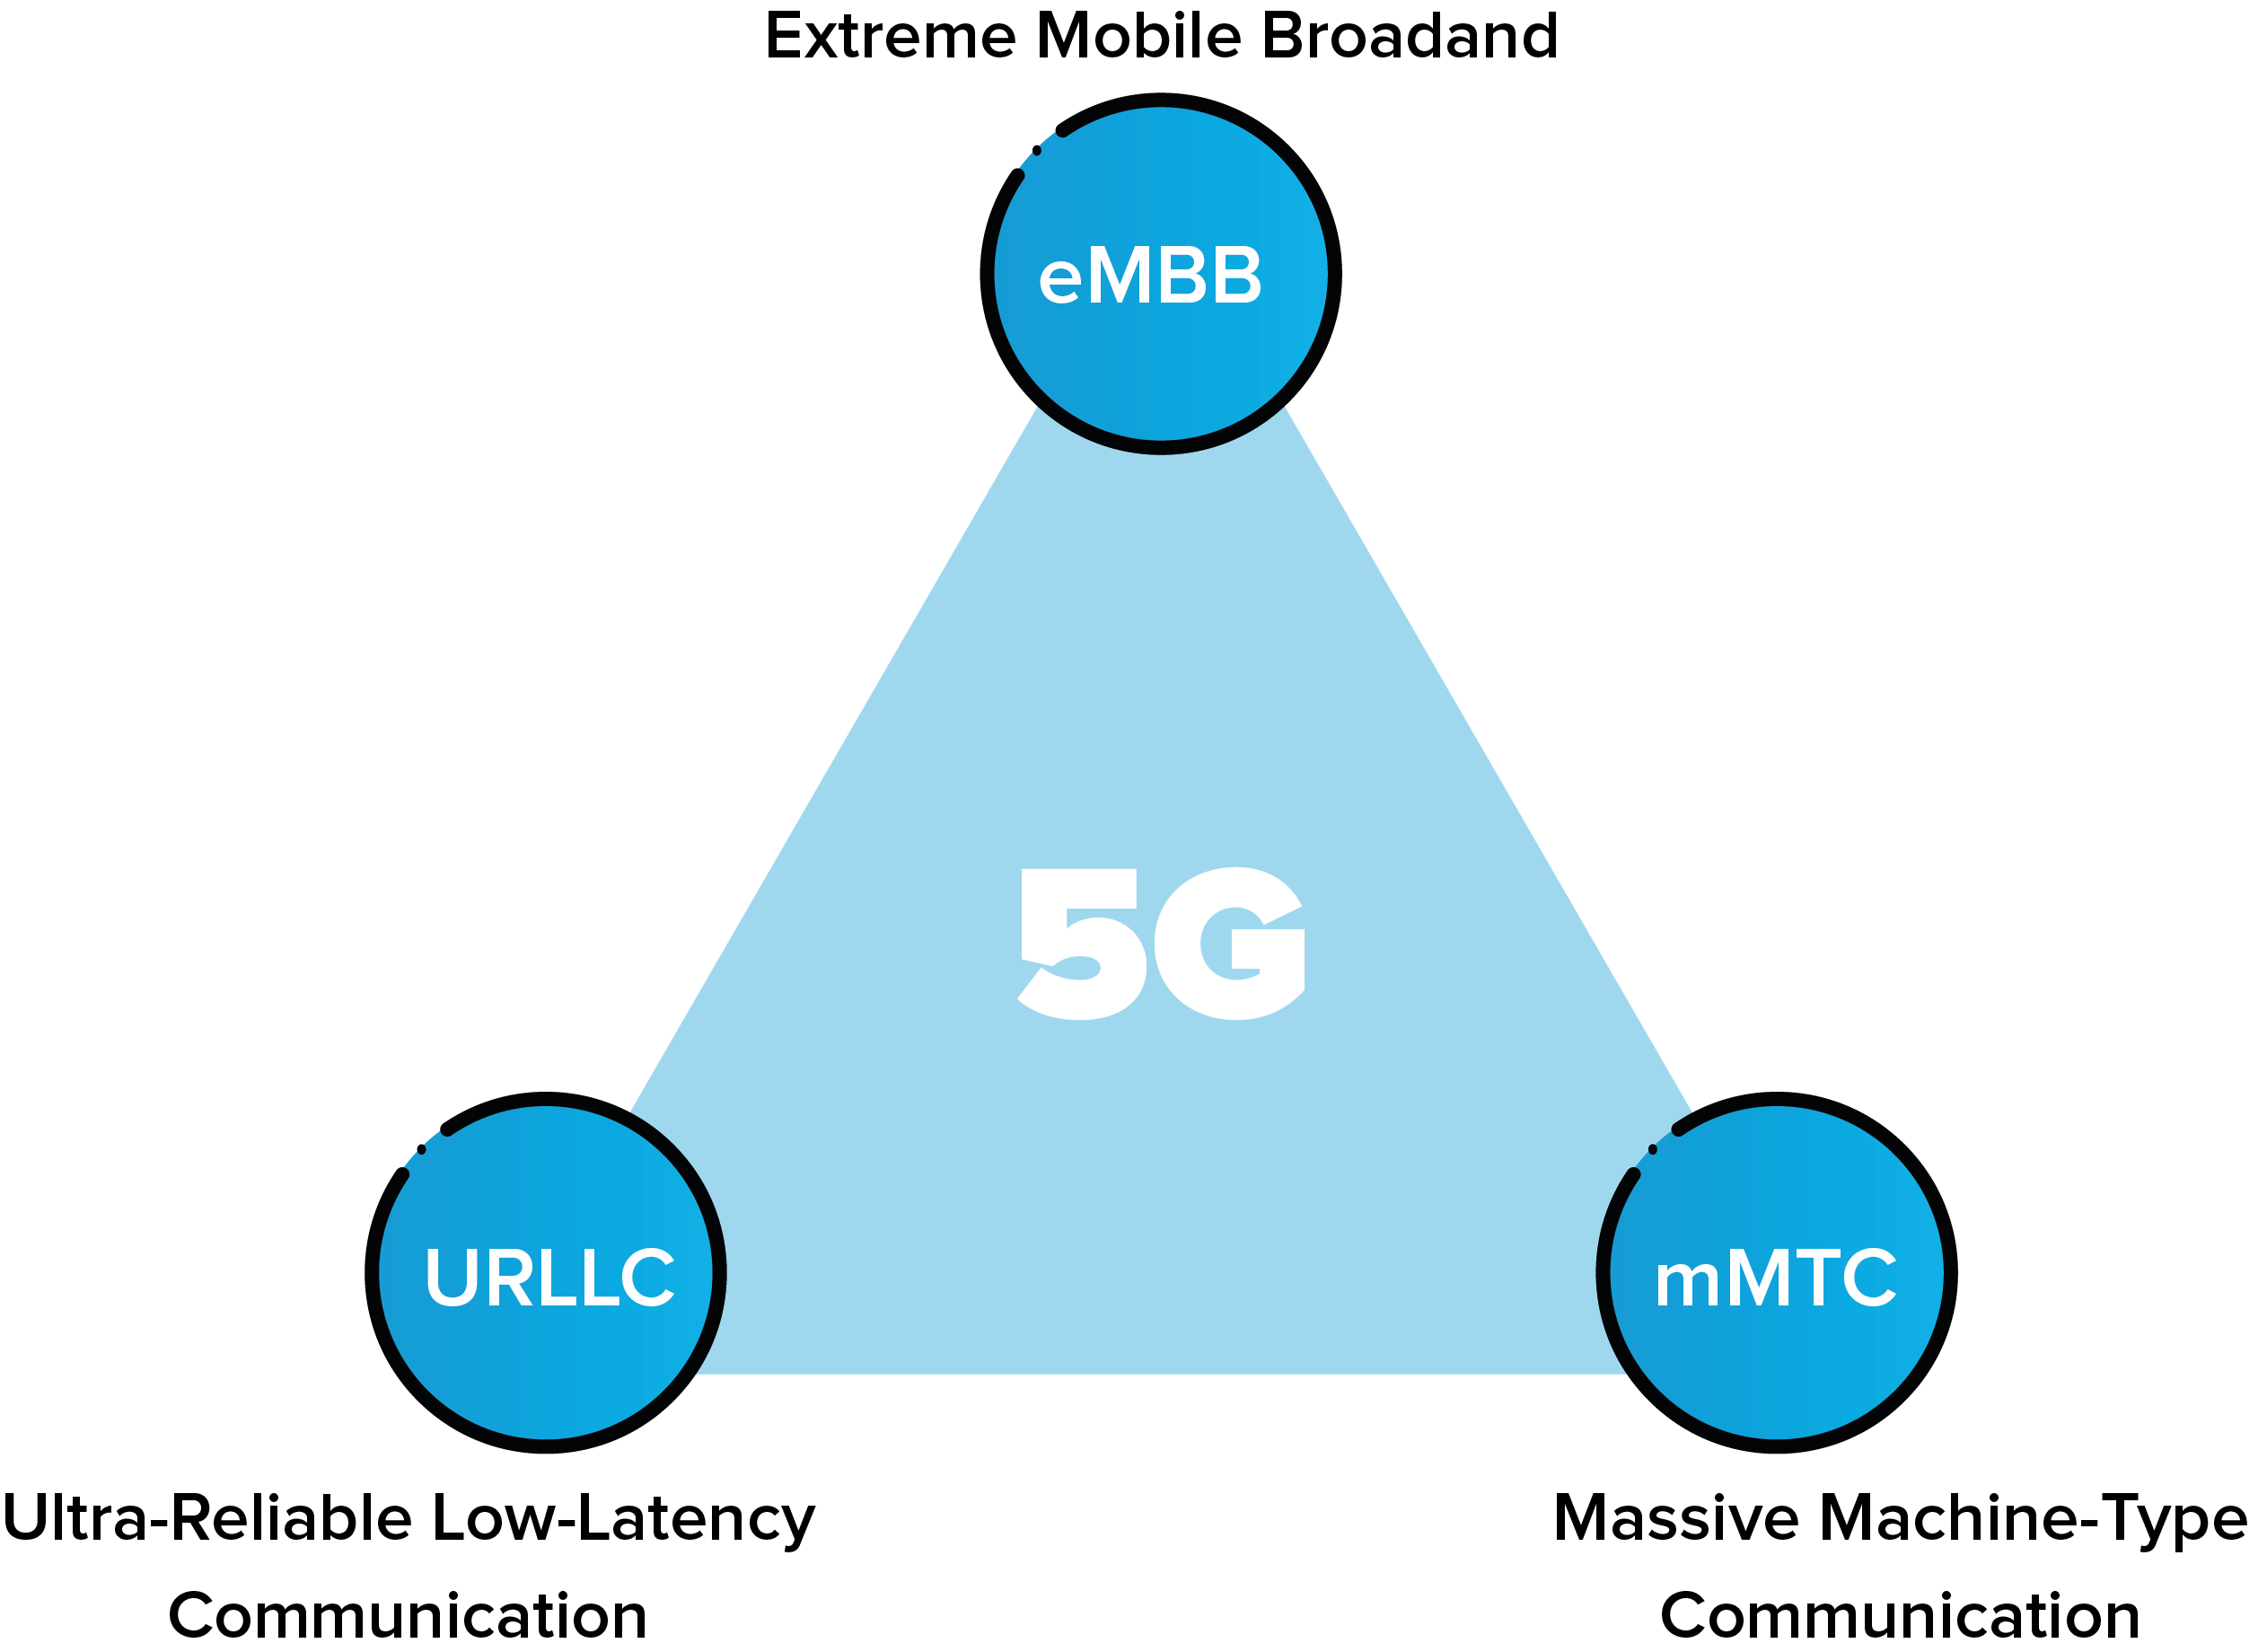 Extreme Mobile Broadand
eMBB
5G
URLLC
mMTC
Ultra-Reliable Low-Latency
Communication
Massive Machine-Type
Communication